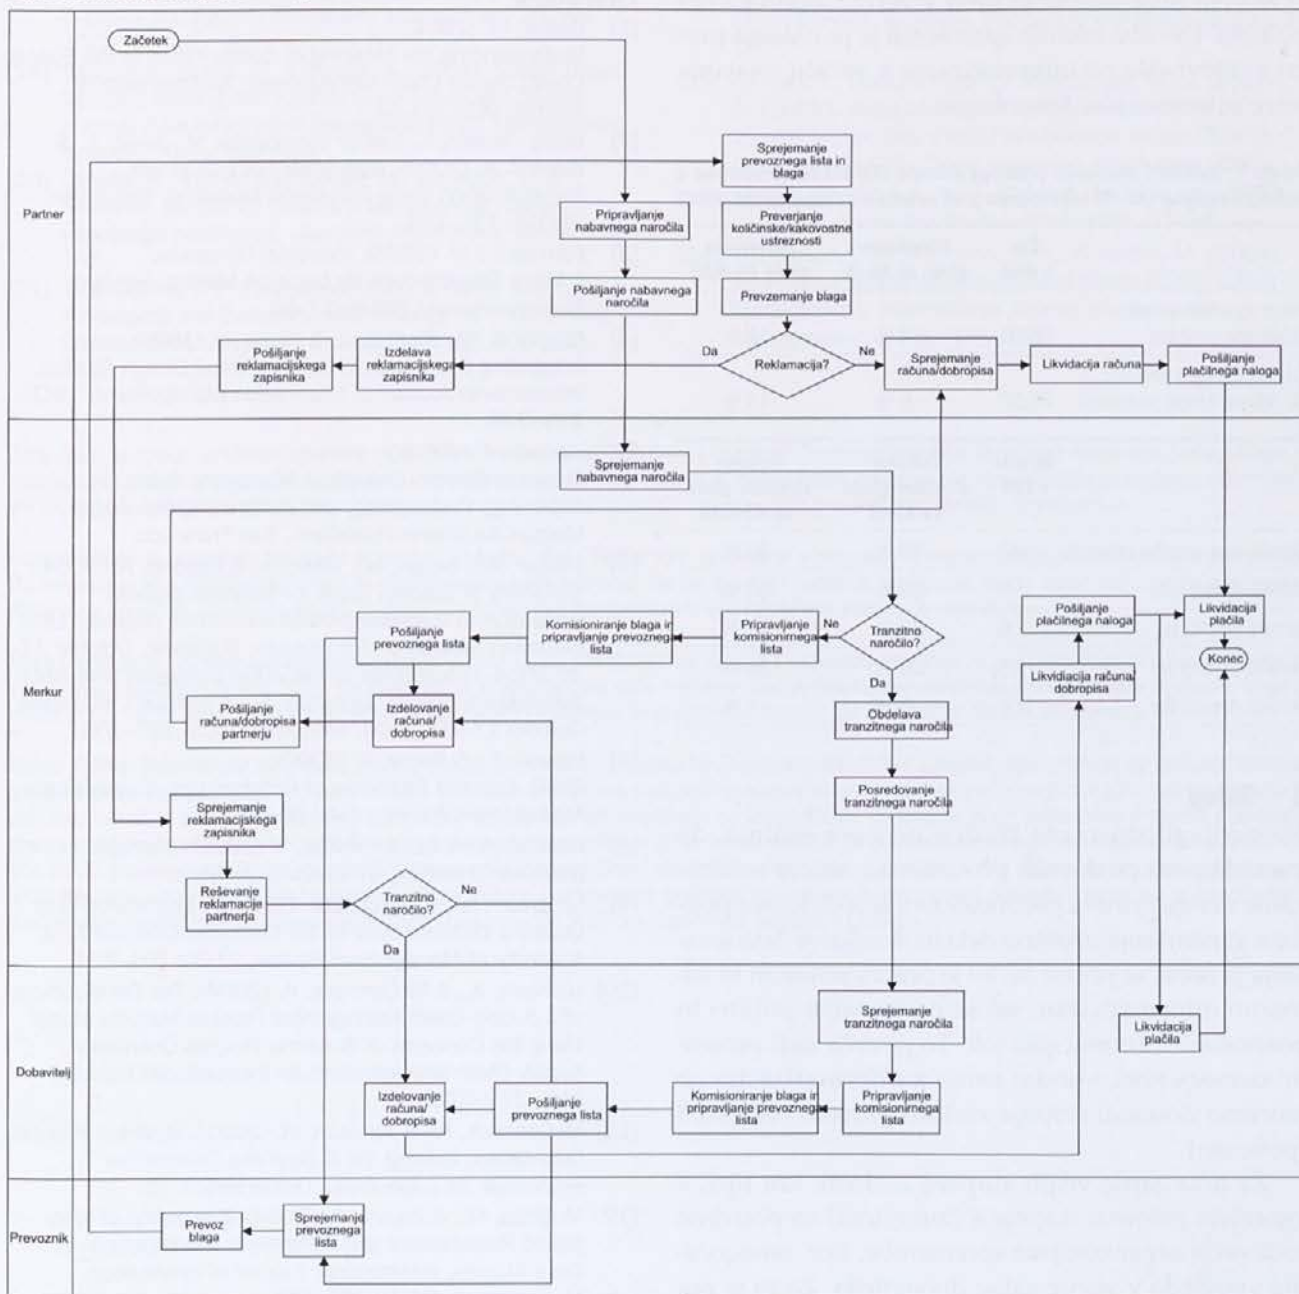 Začetek
Partner
Sprejemanje
prevoznega lista in
blaga
Pripravljanje
nabavnega naročila
Preverjanje
količinske/kakovostne
ustreznosti
Pošiljanje nabavnega
naročila
Prevzemanje blaga
Da
Reklamacija?
Ne
Pošiljanje
reklamacijskega
zapisnika
Izdelava
reklamacijskega
zapisnika
Sprejemanje
računa/dobropisa
Likvidacija računa
Pošiljanje
plačilnega naloga
Merkur
Sprejemanje
nabavnega naročila
Pošiljanje
prevoznega lista
Komisioniranje blaga in
pripravljanje prevoznega
lista
Pripravljanje
komisionirnega
lista
Ne
Tranzitno
naročilo?
Da
Pošiljanje
plačilnega naloga
Likvidacija
plačila
Konec
Likvidiacija računa/
dobropisa
Pošiljanje
računa/dobropisa
partnerju
Izdelovanje
računa/
dobropisa
Obdelava
tranzitnega naročila
Posredovanje
tranzitnega naročila
Sprejemanje
reklamacijskega
zapisnika
Reševanje
reklamacije
partnerja
Tranzitno
naročilo?
Ne
Da
Dobavitelj
Sprejemanje
tranzitnega naročila
Likvidacija
plačila
Izdelovanje
računa/
dobropisa
Pošiljanje
prevoznega lista
Komisioniranje blaga in
pripravljanje prevoznega
lista
Pripravljanje
komisionirnega
lista
Prevoznik
Prevoz
blaga
Sprejemanje
prevoznega
lista